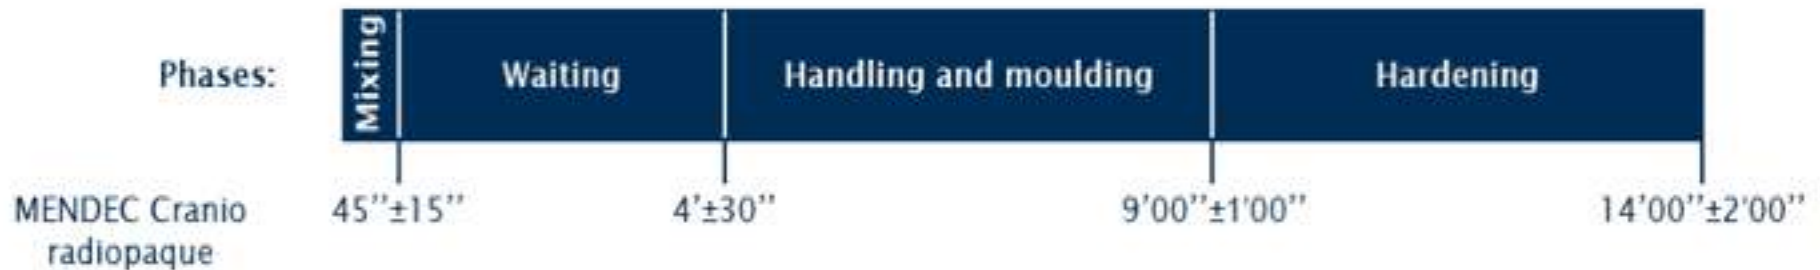 Phases:
Mixing
Waiting
Handling and moulding
Hardening
MENDEC Cranio
radiopaque
45’’±15’’
4’±30’’
9’00’’±1’00’’
14’00’’±2’00’’